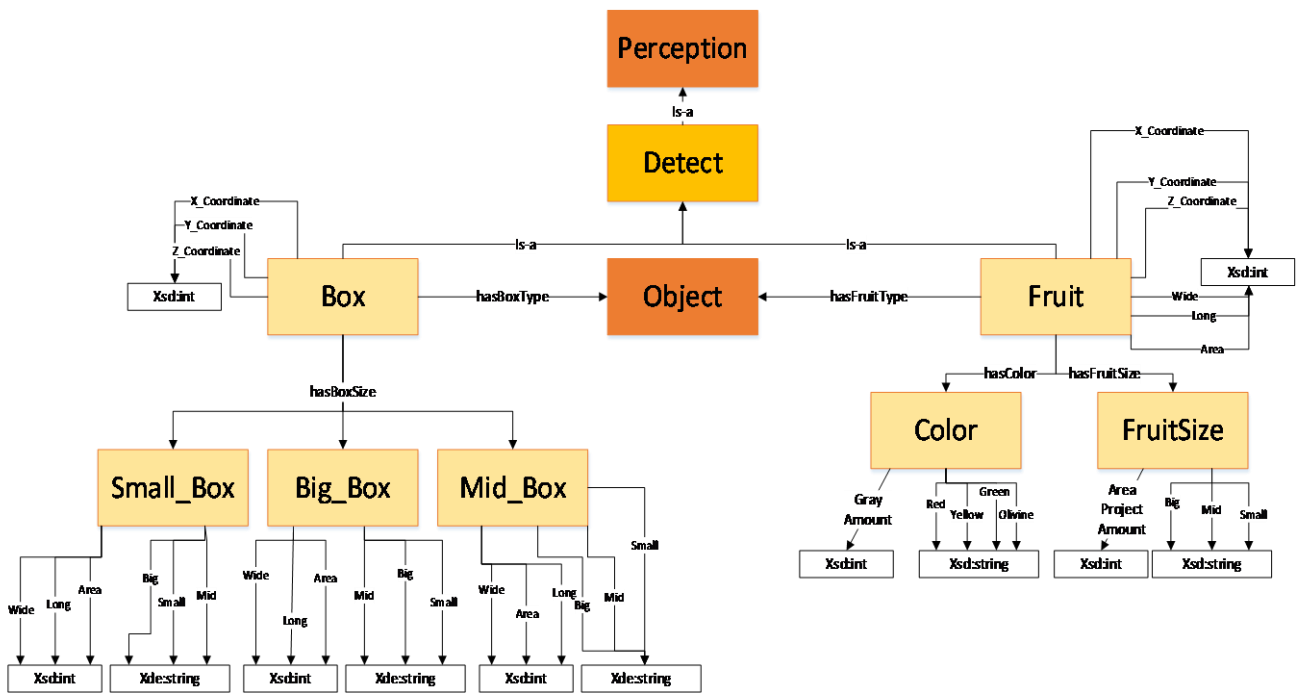 Perception
Is-a
Detect
X_Coordinate
Y_Coordinate
Z_Coordinate
X_Coordinate
Y_Coordinate
Z_Coordinate
Is-a
Is-a
Xsd:int
Box
hasBoxType
Object
hasFruitType
Fruit
Xsd:int
Wide
Long
Area
hasBoxSize
hasColor
hasFruitSize
Color
FruitSize
Small_Box
Big_Box
Mid_Box
Gray
Amount
Red
Yellow
Green
Olivine
Area
Project
Amount
Big
Mid
Small
Xsd:int
Xsd:string
Xsd:int
Xsd:string
Wide
Long
Area
Big
Small
Mid
Wide
Long
Area
Mid
Big
Small
Wide
Area
Long
Big
Mid
Small
Xsd:int
Xde:string
Xsd:int
Xde:string
Xsd:int
Xde:string